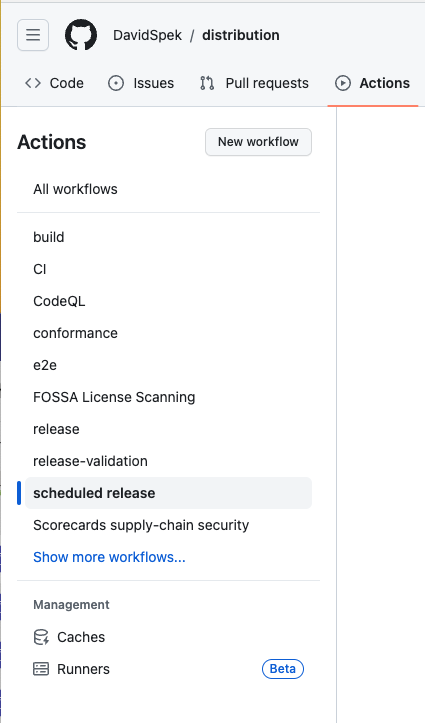 DavidSpek / distribution
Code Issues Pull requests Actions
Actions New workflow
All workflows
build
CI
CodeQL
conformance
e2e
FOSSA License Scanning
release
release-validation
scheduled release
Scorecards supply-chain security
Show more workflows...
Management
Caches
Runners Beta